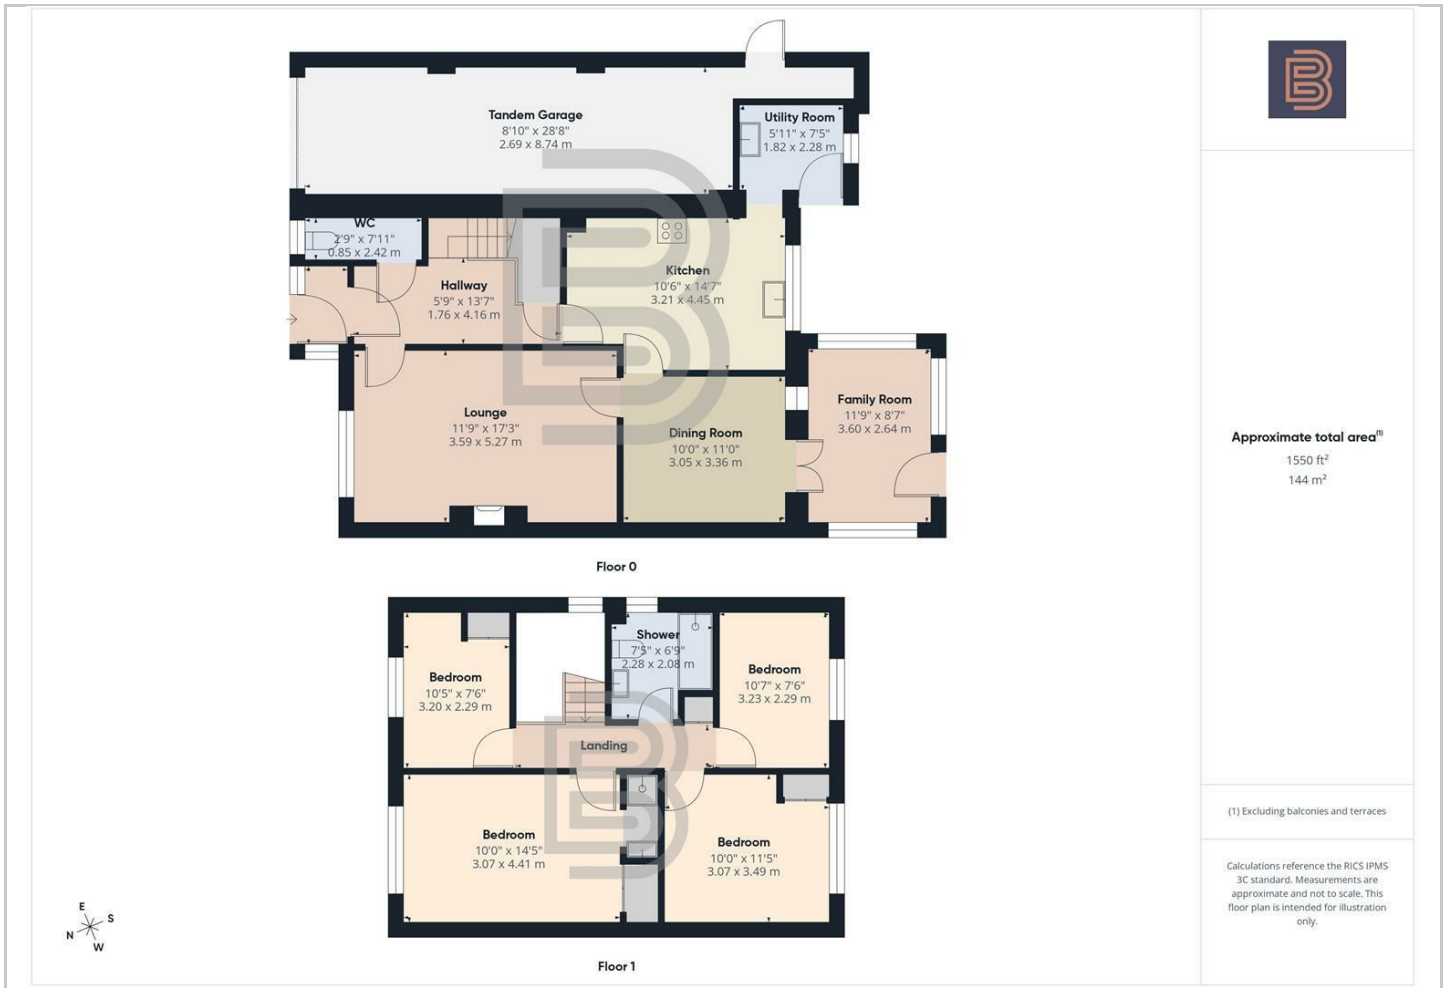 Tandem Garage
8'10" x 28'8"
2.69 x 8.74 m
Utility Room
5'11" x 7'5"
1.82 x 2.28 m
WC
2'9" x 7'11"
0.85 x 2.42 m
Hallway
5'9" x 13'7"
1.76 x 4.16 m
Kitchen
10'6" x 14'7"
3.21 x 4.45 m
Lounge
11'9" x 17'3"
3.59 x 5.27 m
Dining Room
10'0" x 11'0"
3.05 x 3.36 m
Family Room
11'9" x 8'7"
3.60 x 2.64 m
Floor 0
Bedroom
10'5" x 7'6"
3.20 x 2.29 m
Shower
7'5" x 6'9"
2.28 x 2.08 m
Bedroom
10'7" x 7'6"
3.23 x 2.29 m
Landing
Bedroom
10'0" x 14'5"
3.07 x 4.41 m
Bedroom
10'0" x 11'5"
3.07 x 3.49 m
Floor 1
E
S
N
W
B
Approximate total area⁽¹⁾
1550 ft²
144 m²
(1) Excluding balconies and terraces
Calculations reference the RICS IPMS
3C standard. Measurements are
approximate and not to scale. This
floor plan is intended for illustration
only.